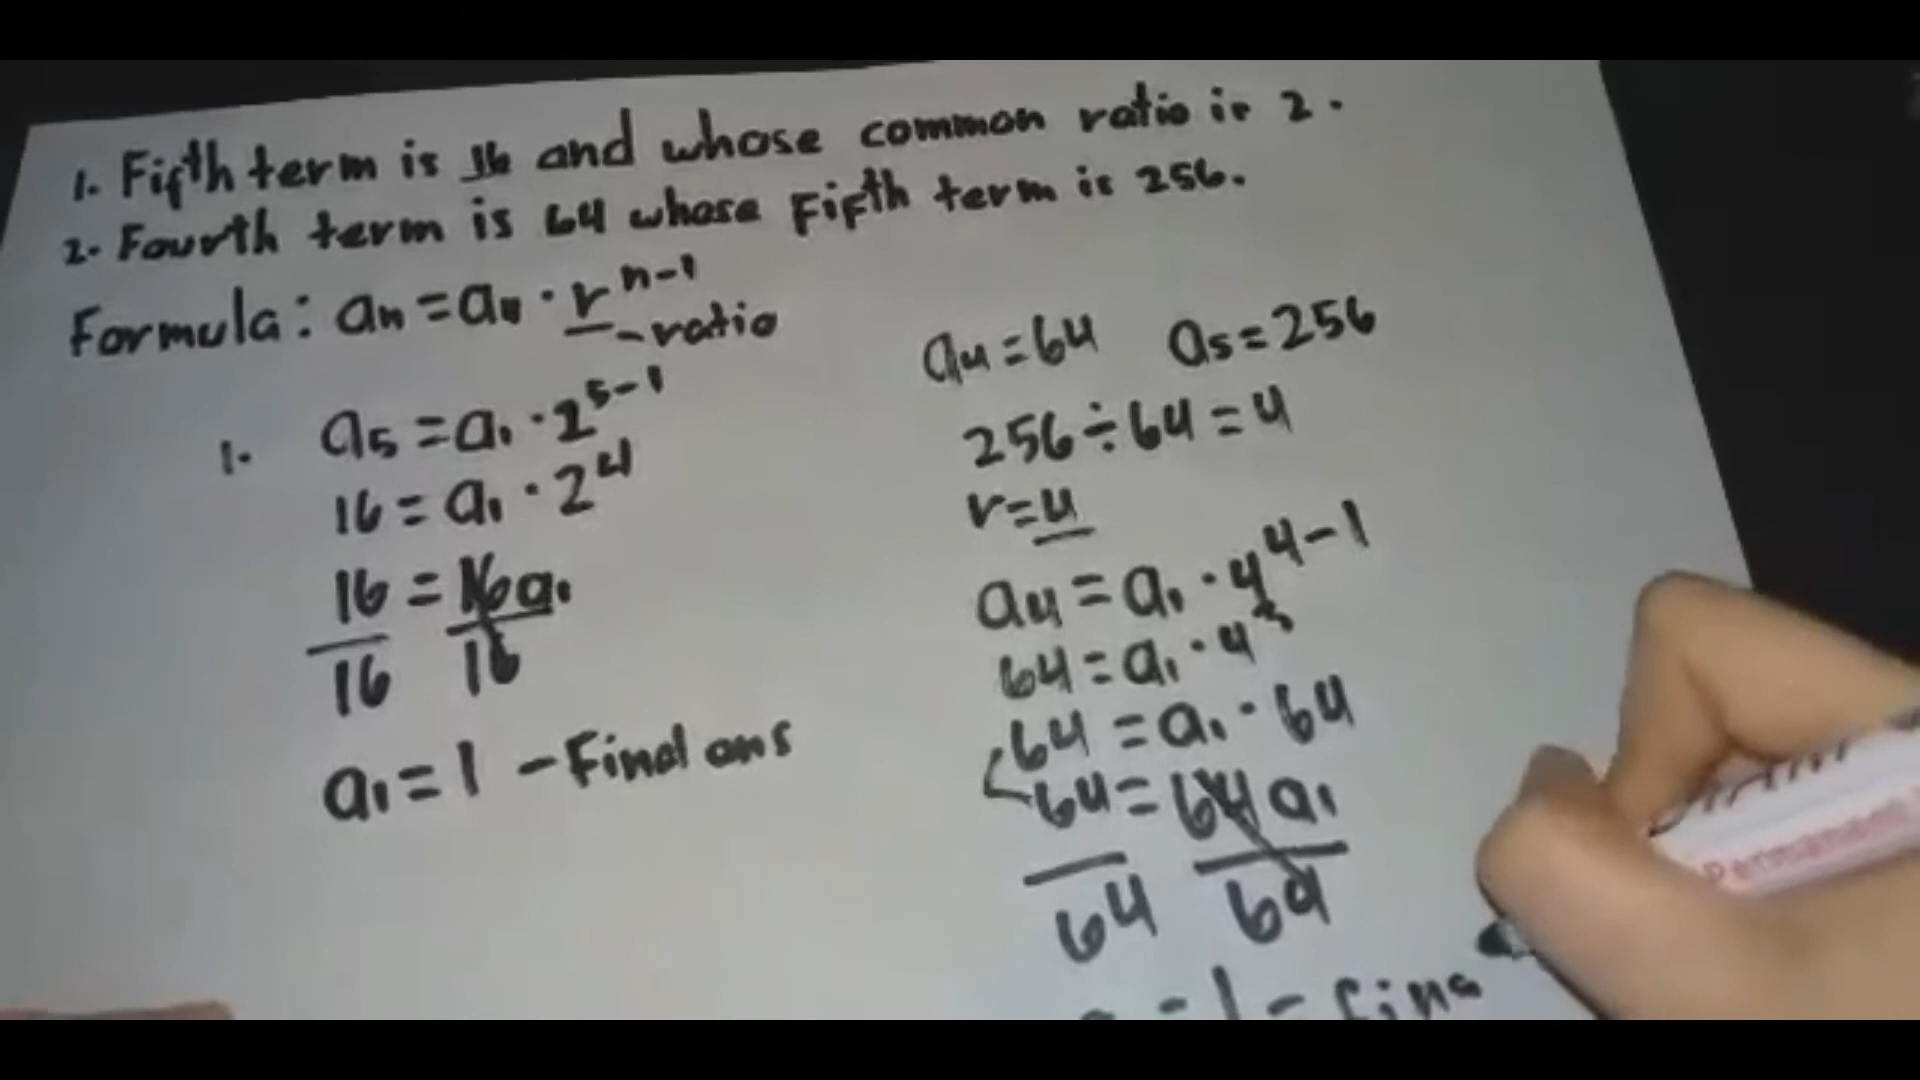 1. Fifth term is 16 and whose common ratio is 2.
2. Fourth term is 64 whose Fifth term is 256.
Formula: an = a1 · r^n-1
- ratio
1. a5 = a1 · 2^5-1
16 = a1 · 2^4
16 = 16a1
16 16
a1 = 1 - Final ans
a4 = 64 a5 = 256
256 ÷ 64 = 4
r = 4
a4 = a1 · 4^4-1
64 = a1 · 4^3
64 = a1 · 64
64 = 64a1
64 64
= 1 - Fina
Permanent